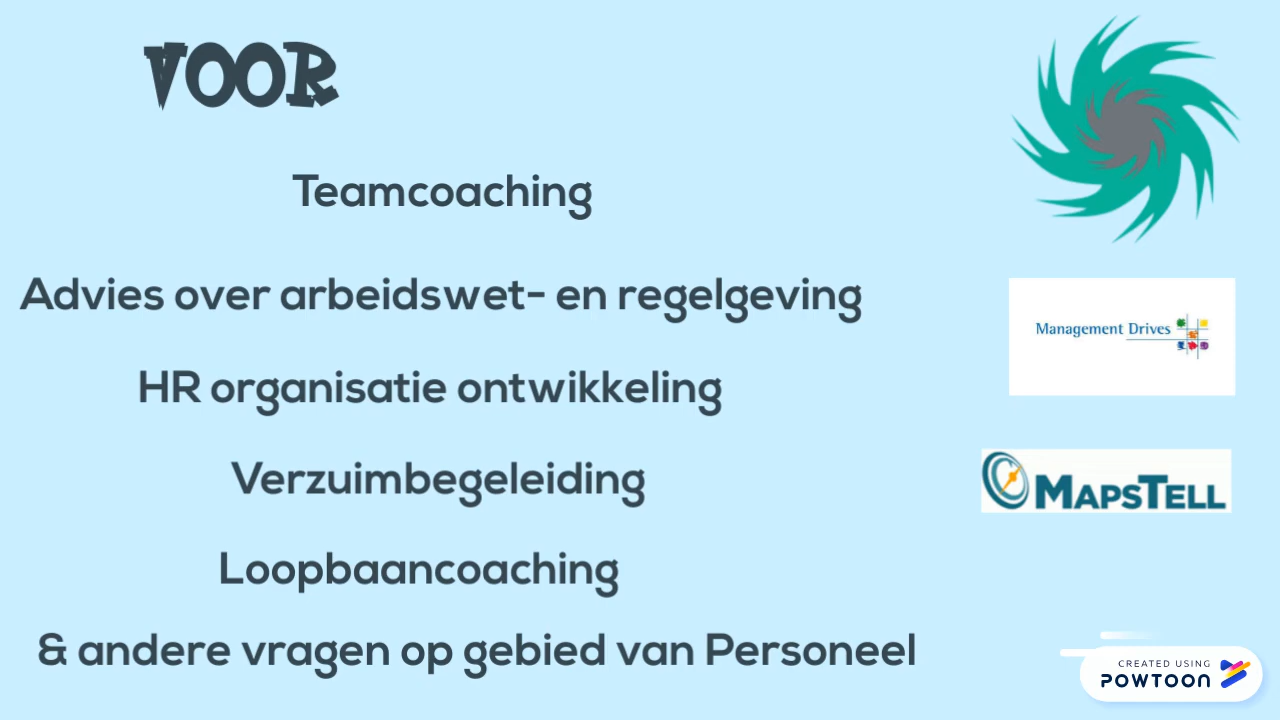 VOOR
Teamcoaching
Advies over arbeidswet- en regelgeving
HR organisatie ontwikkeling
Verzuimbegeleiding
Loopbaancoaching
& andere vragen op gebied van Personeel
Management Drives
MAPSTELL
CREATED USING
POWTOON